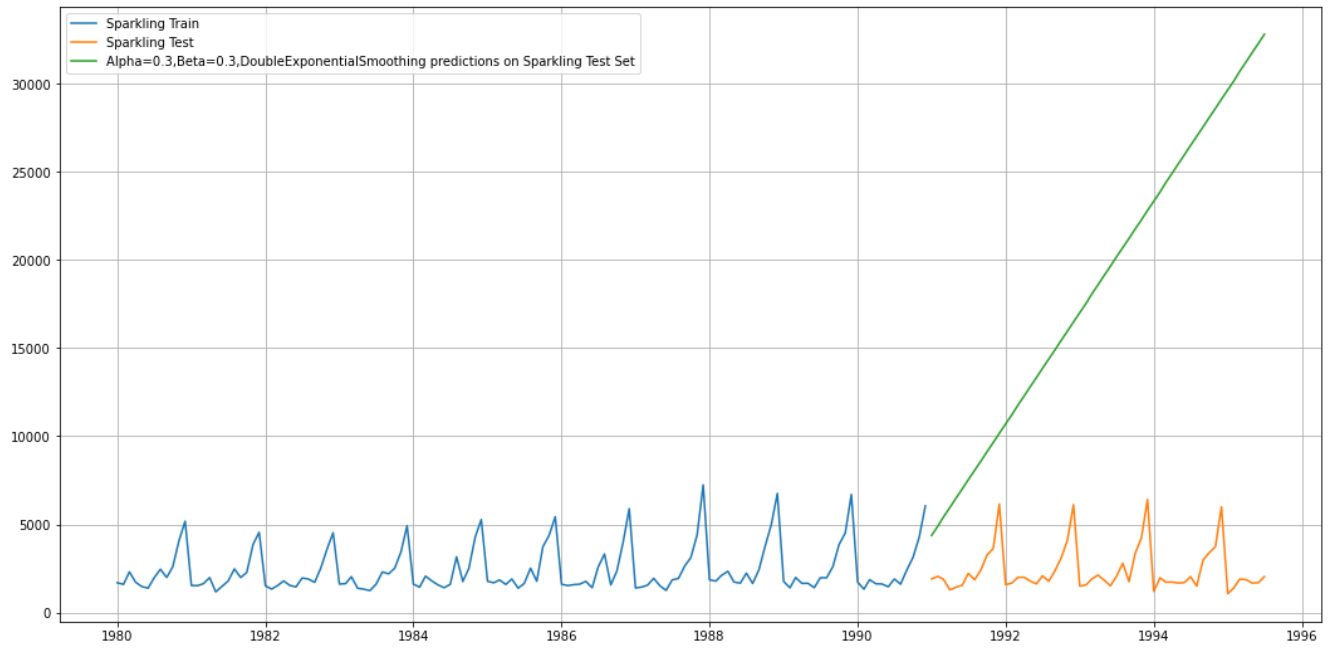 Sparkling Train
Sparkling Test
Alpha=0.3,Beta=0.3,DoubleExponentialSmoothing predictions on Sparkling Test Set
30000
25000
20000
15000
10000
5000
0
1980 1982 1984 1986 1988 1990 1992 1994 1996